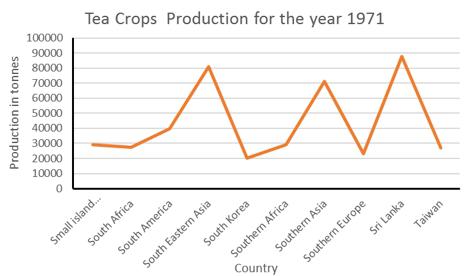 Tea Crops Production for the year 1971
Production in tonnes
100000
90000
80000
70000
60000
50000
40000
30000
20000
10000
0
Small island...
South Africa
South America
South Eastern Asia
South Korea
Southern Africa
Southern Asia
Southern Europe
Sri Lanka
Taiwan
Country